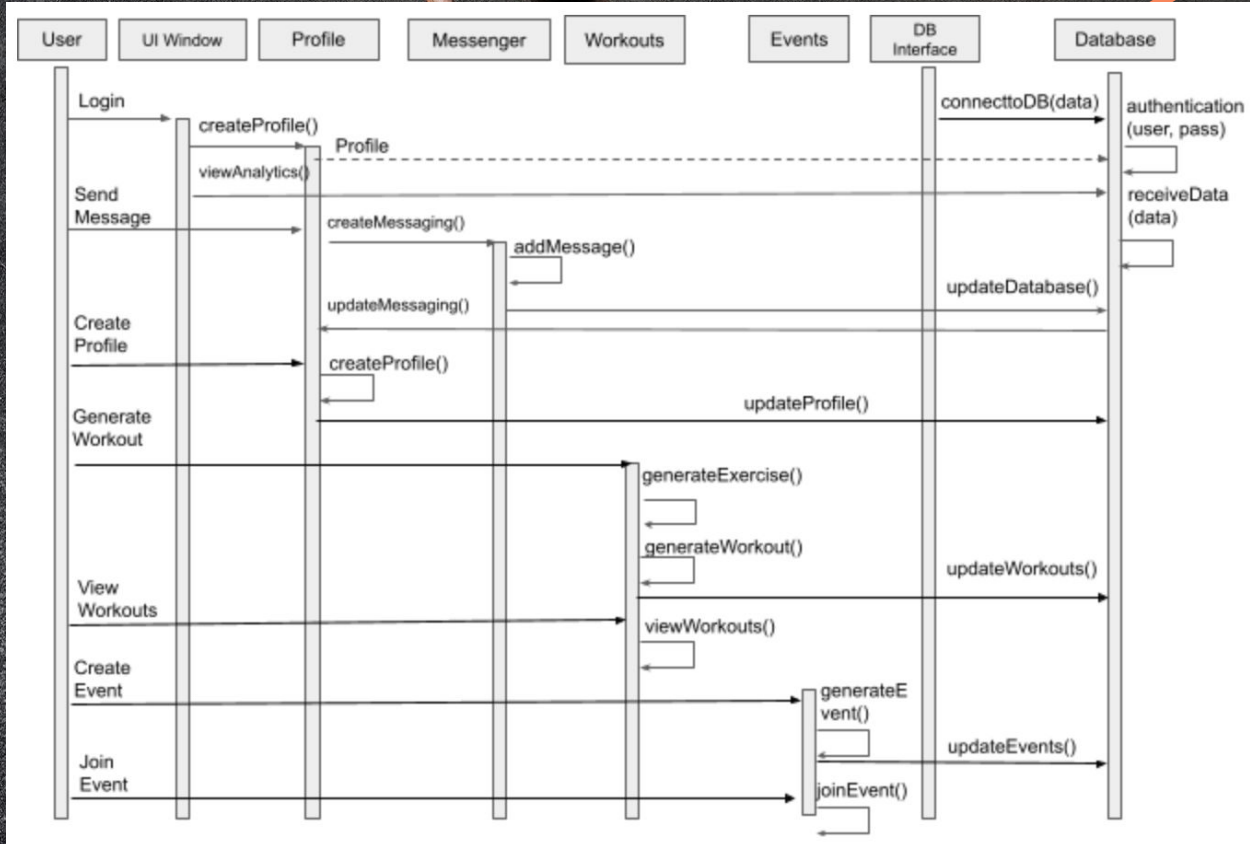 User
UI Window
Profile
Messenger
Workouts
Events
DB
Interface
Database
Login
connecttoDB(data)
authentication
(user, pass)
createProfile()
Profile
viewAnalytics()
Send
Message
receiveData
(data)
createMessaging()
addMessage()
updateDatabase()
updateMessaging()
Create
Profile
createProfile()
updateProfile()
Generate
Workout
generateExercise()
generateWorkout()
updateWorkouts()
View
Workouts
viewWorkouts()
Create
Event
generateE
vent()
updateEvents()
Join
Event
joinEvent()